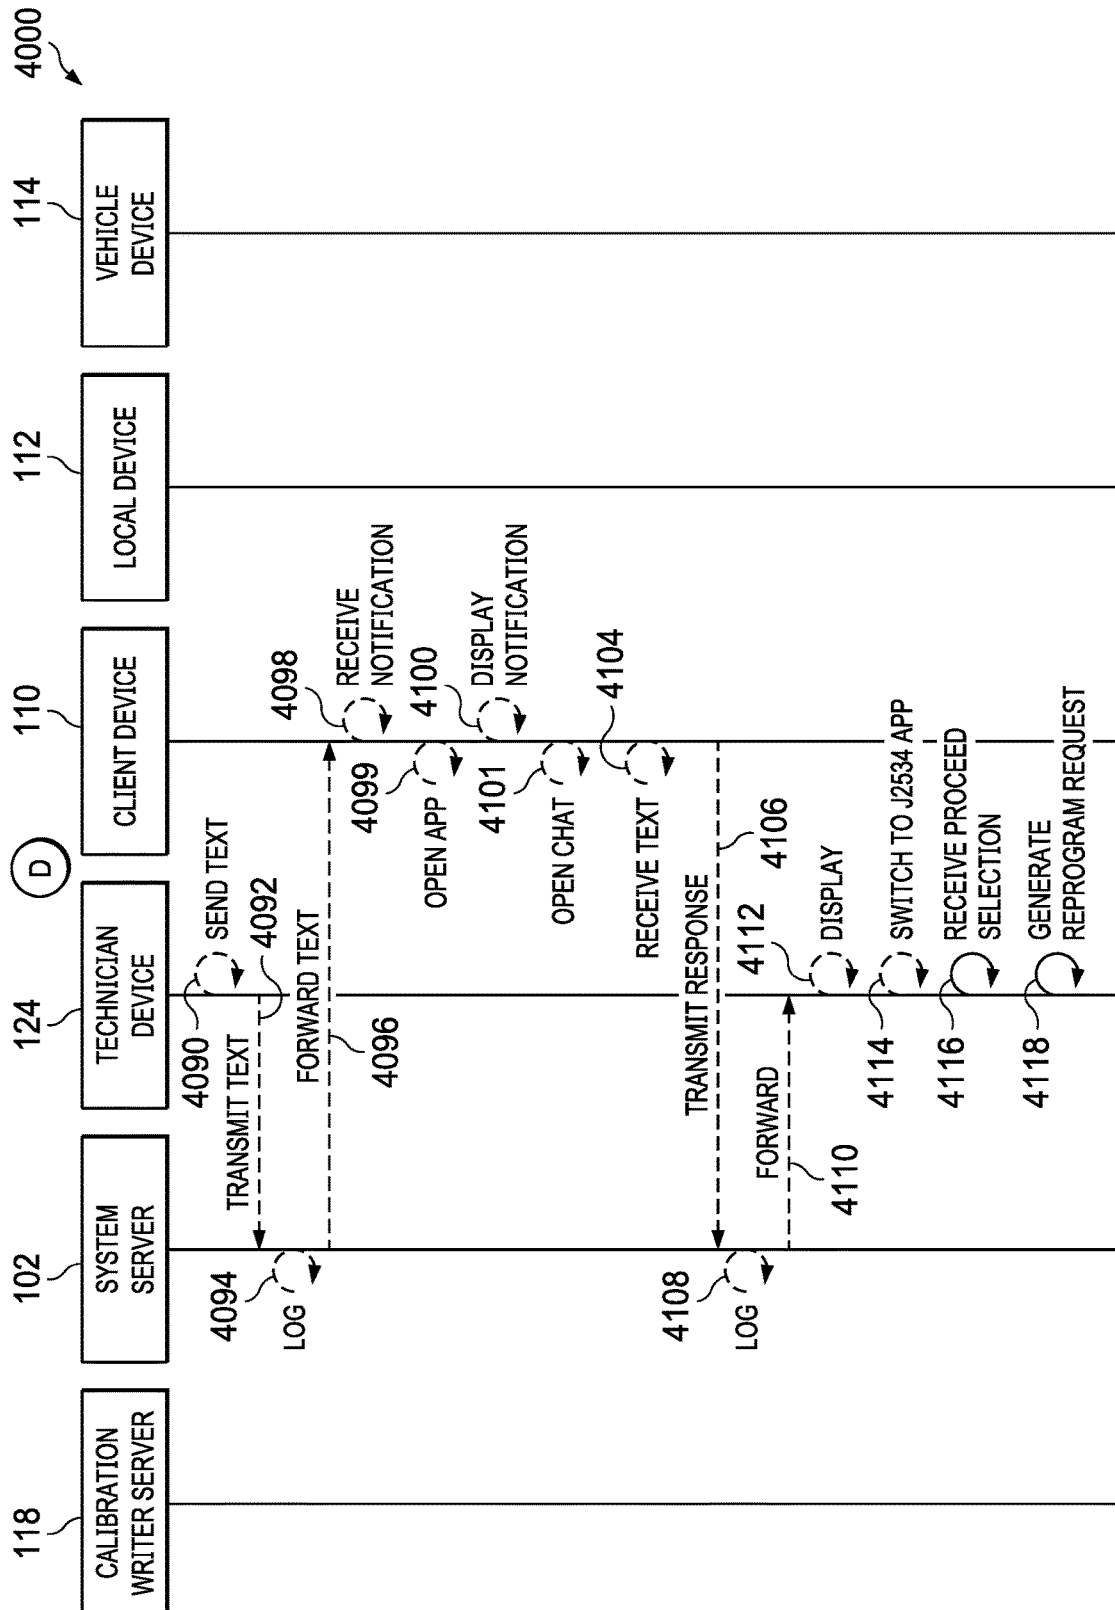 4000
118
102
124
D
110
112
114
CALIBRATION
WRITER SERVER
SYSTEM
SERVER
TECHNICIAN
DEVICE
CLIENT DEVICE
LOCAL DEVICE
VEHICLE
DEVICE
4090
SEND TEXT
TRANSMIT TEXT
4092
4094
LOG
FORWARD TEXT
4096
4098
RECEIVE
NOTIFICATION
4099
OPEN APP
4100
DISPLAY
NOTIFICATION
4101
OPEN CHAT
4104
RECEIVE TEXT
TRANSMIT RESPONSE
4106
4108
LOG
FORWARD
4110
4112
DISPLAY
4114
SWITCH TO J2534 APP
4116
RECEIVE PROCEED
SELECTION
4118
GENERATE
REPROGRAM REQUEST